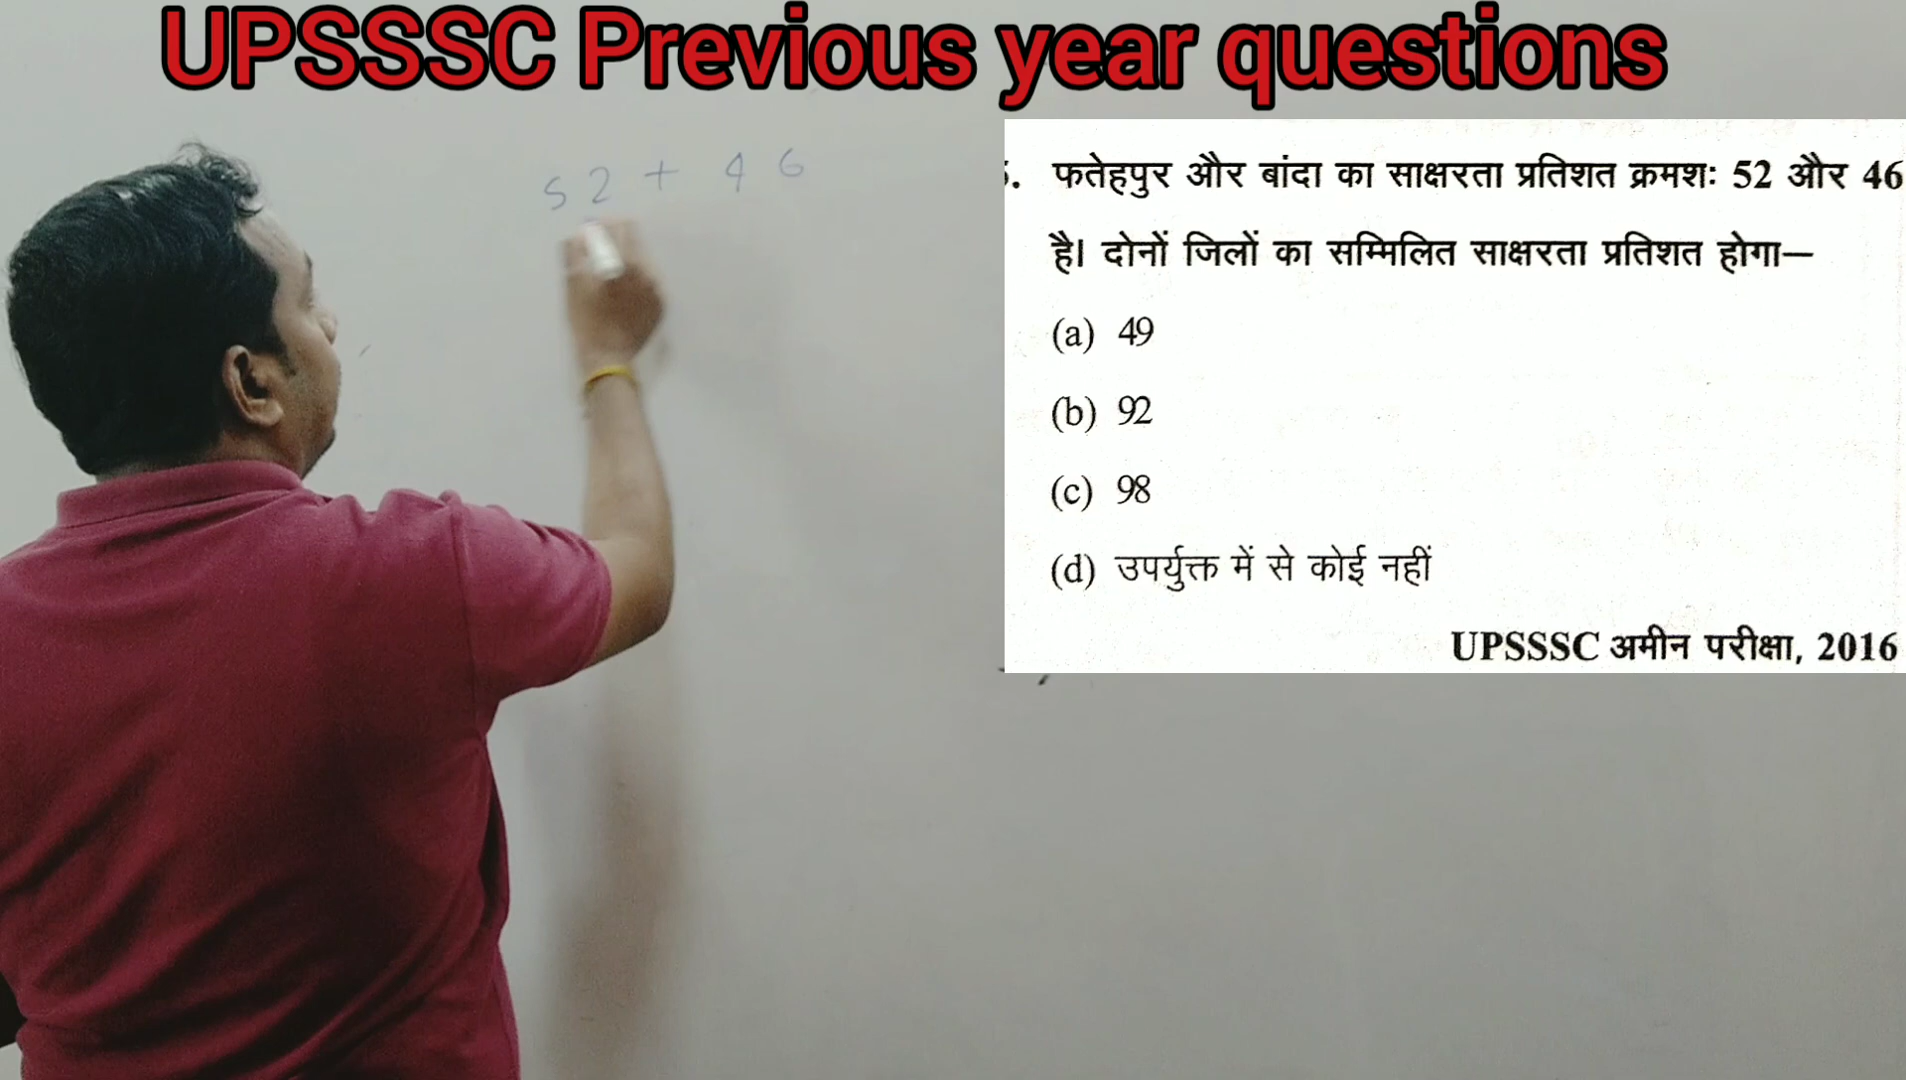 UPSSSC Previous year questions
52 + 46
5. फतेहपुर और बांदा का साक्षरता प्रतिशत क्रमशः 52 और 46
है। दोनों जिलों का सम्मिलित साक्षरता प्रतिशत होगा—
(a) 49
(b) 92
(c) 98
(d) उपर्युक्त में से कोई नहीं
UPSSSC अमीन परीक्षा, 2016